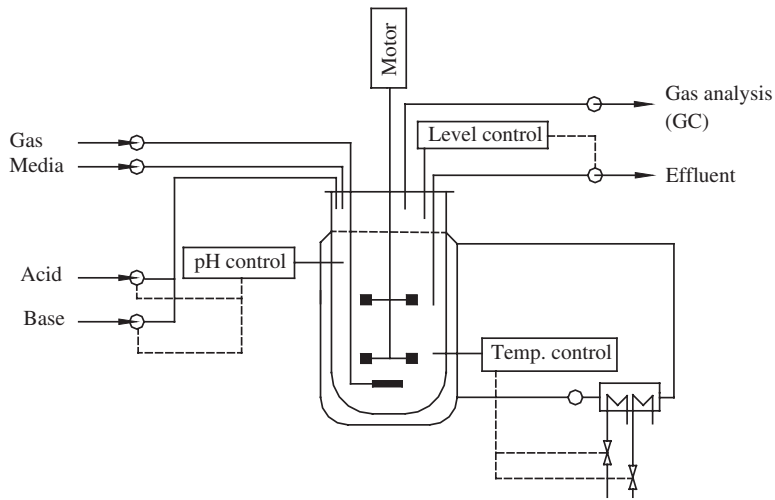 Motor
Gas analysis
(GC)
Gas
Level control
Media
Effluent
pH control
Acid
Base
Temp. control